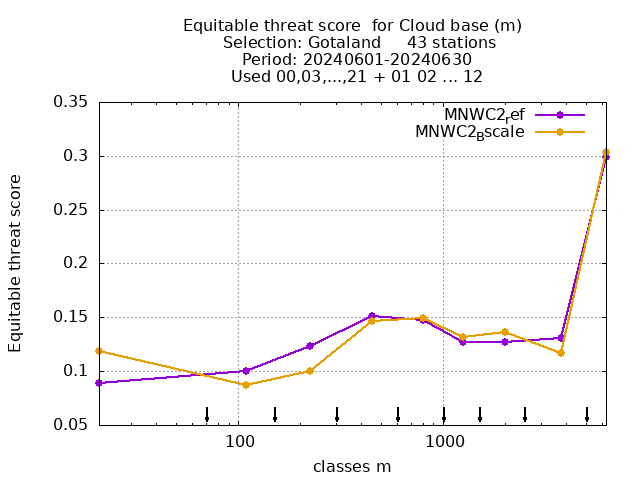 Equitable threat score  for Cloud base (m)
Selection: Gotaland     43 stations
Period: 20240601-20240630
Used 00,03,...,21 + 01 02 ... 12
0.35
MNWC2_ref
MNWC2_Bscale
0.3
0.25
0.2
0.15
0.1
0.05
Equitable threat score
100
1000
classes m